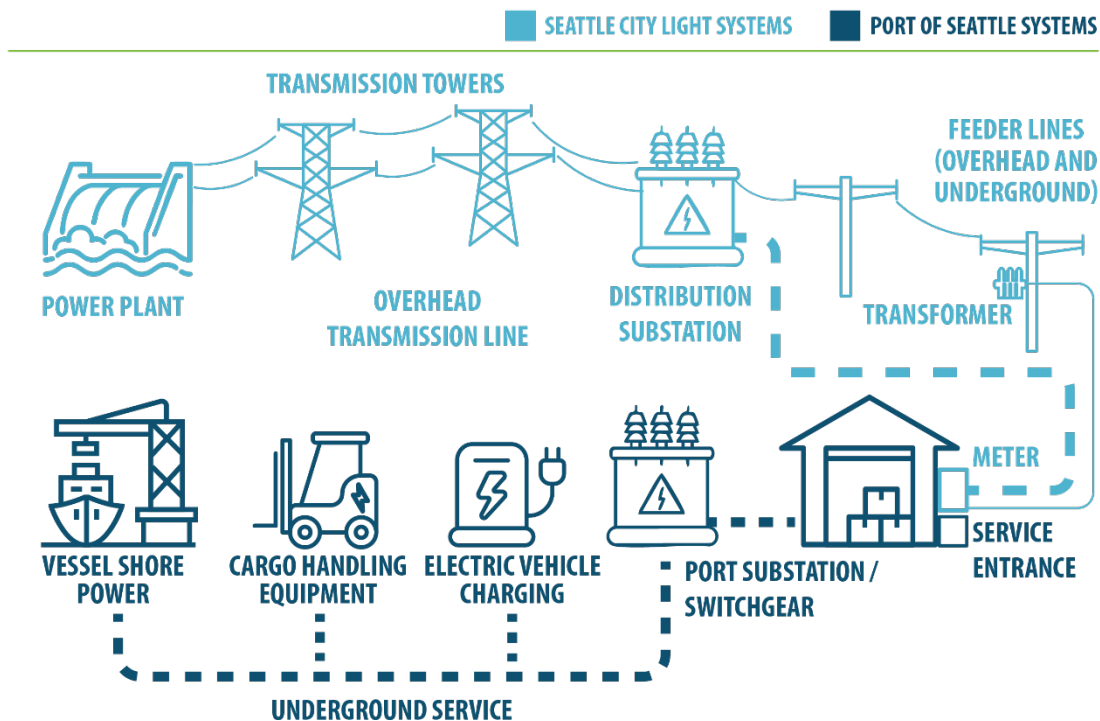 SEATTLE CITY LIGHT SYSTEMS
PORT OF SEATTLE SYSTEMS
TRANSMISSION TOWERS
FEEDER LINES
(OVERHEAD AND
UNDERGROUND)
POWER PLANT
OVERHEAD
TRANSMISSION LINE
DISTRIBUTION
SUBSTATION
TRANSFORMER
METER
SERVICE
ENTRANCE
VESSEL SHORE
POWER
CARGO HANDLING
EQUIPMENT
ELECTRIC VEHICLE
CHARGING
PORT SUBSTATION /
SWITCHGEAR
UNDERGROUND SERVICE